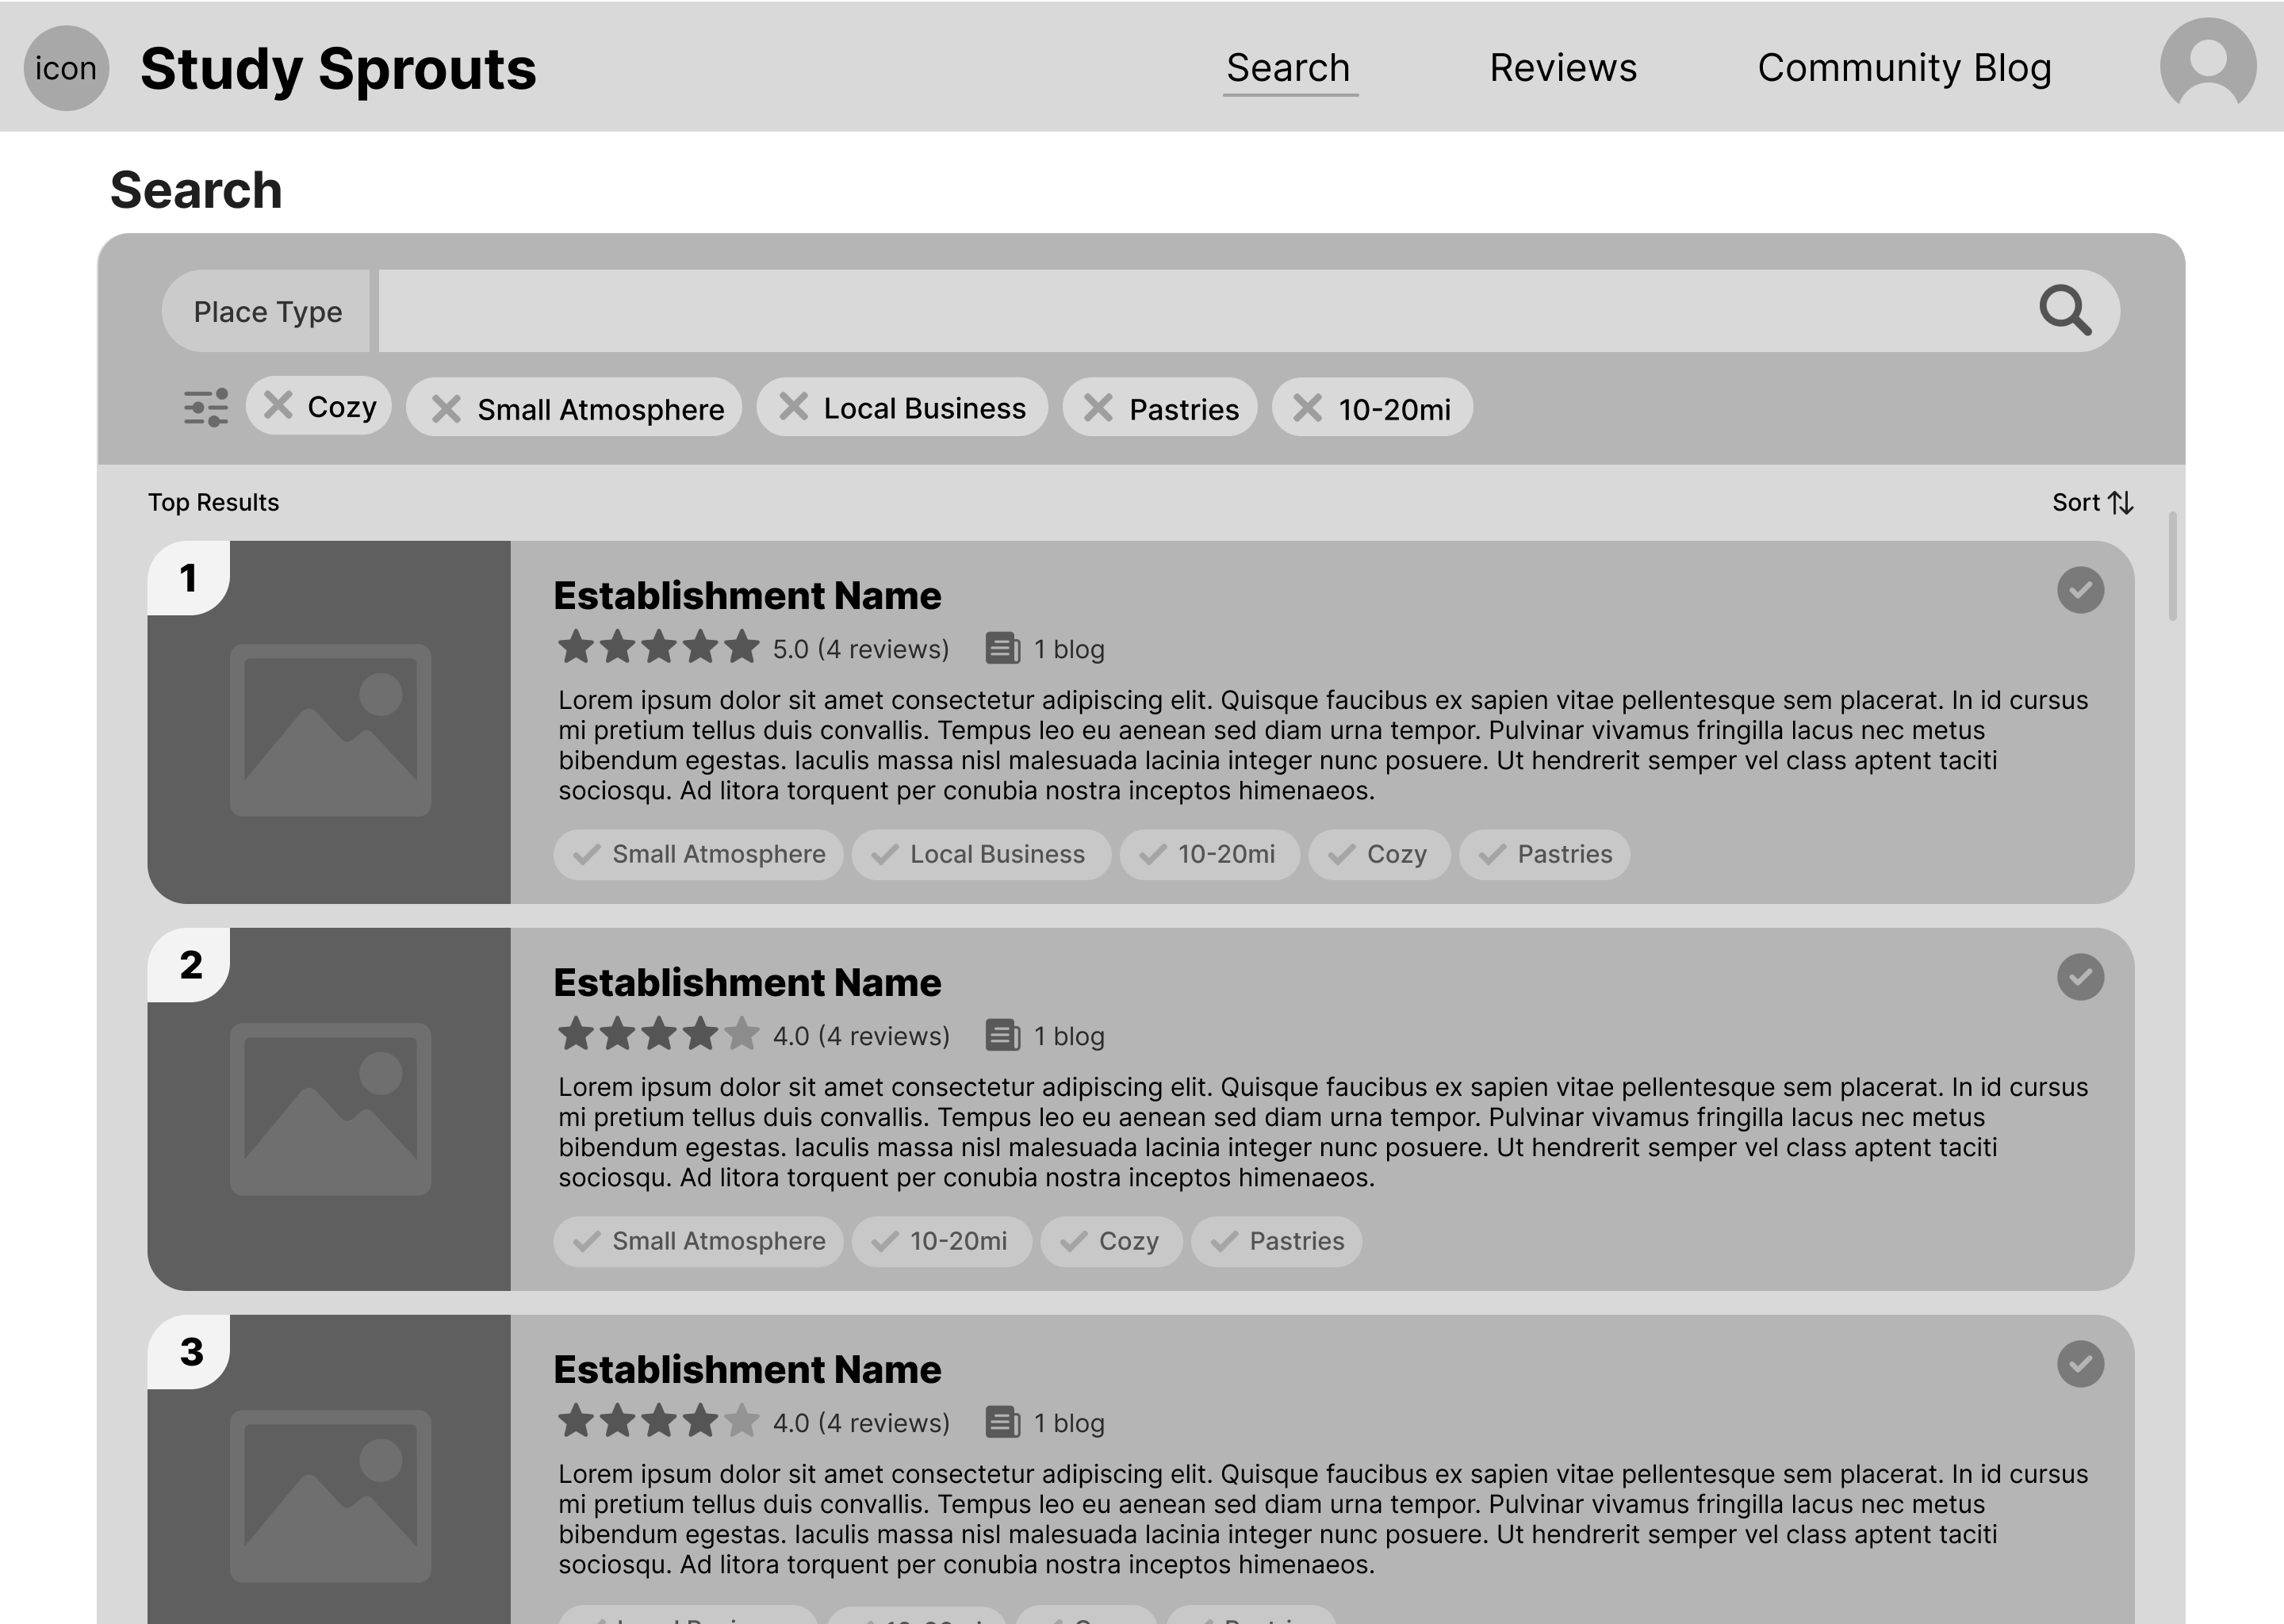 icon
Study Sprouts
Search
Reviews
Community Blog
Search
Place Type
Cozy
Small Atmosphere
Local Business
Pastries
10-20mi
Top Results
Sort
1
Establishment Name
5.0 (4 reviews)
1 blog
Lorem ipsum dolor sit amet consectetur adipiscing elit. Quisque faucibus ex sapien vitae pellentesque sem placerat. In id cursus
mi pretium tellus duis convallis. Tempus leo eu aenean sed diam urna tempor. Pulvinar vivamus fringilla lacus nec metus
bibendum egestas. Iaculis massa nisl malesuada lacinia integer nunc posuere. Ut hendrerit semper vel class aptent taciti
sociosqu. Ad litora torquent per conubia nostra inceptos himenaeos.
Small Atmosphere
Local Business
10-20mi
Cozy
Pastries
2
Establishment Name
4.0 (4 reviews)
1 blog
Lorem ipsum dolor sit amet consectetur adipiscing elit. Quisque faucibus ex sapien vitae pellentesque sem placerat. In id cursus
mi pretium tellus duis convallis. Tempus leo eu aenean sed diam urna tempor. Pulvinar vivamus fringilla lacus nec metus
bibendum egestas. Iaculis massa nisl malesuada lacinia integer nunc posuere. Ut hendrerit semper vel class aptent taciti
sociosqu. Ad litora torquent per conubia nostra inceptos himenaeos.
Small Atmosphere
10-20mi
Cozy
Pastries
3
Establishment Name
4.0 (4 reviews)
1 blog
Lorem ipsum dolor sit amet consectetur adipiscing elit. Quisque faucibus ex sapien vitae pellentesque sem placerat. In id cursus
mi pretium tellus duis convallis. Tempus leo eu aenean sed diam urna tempor. Pulvinar vivamus fringilla lacus nec metus
bibendum egestas. Iaculis massa nisl malesuada lacinia integer nunc posuere. Ut hendrerit semper vel class aptent taciti
sociosqu. Ad litora torquent per conubia nostra inceptos himenaeos.